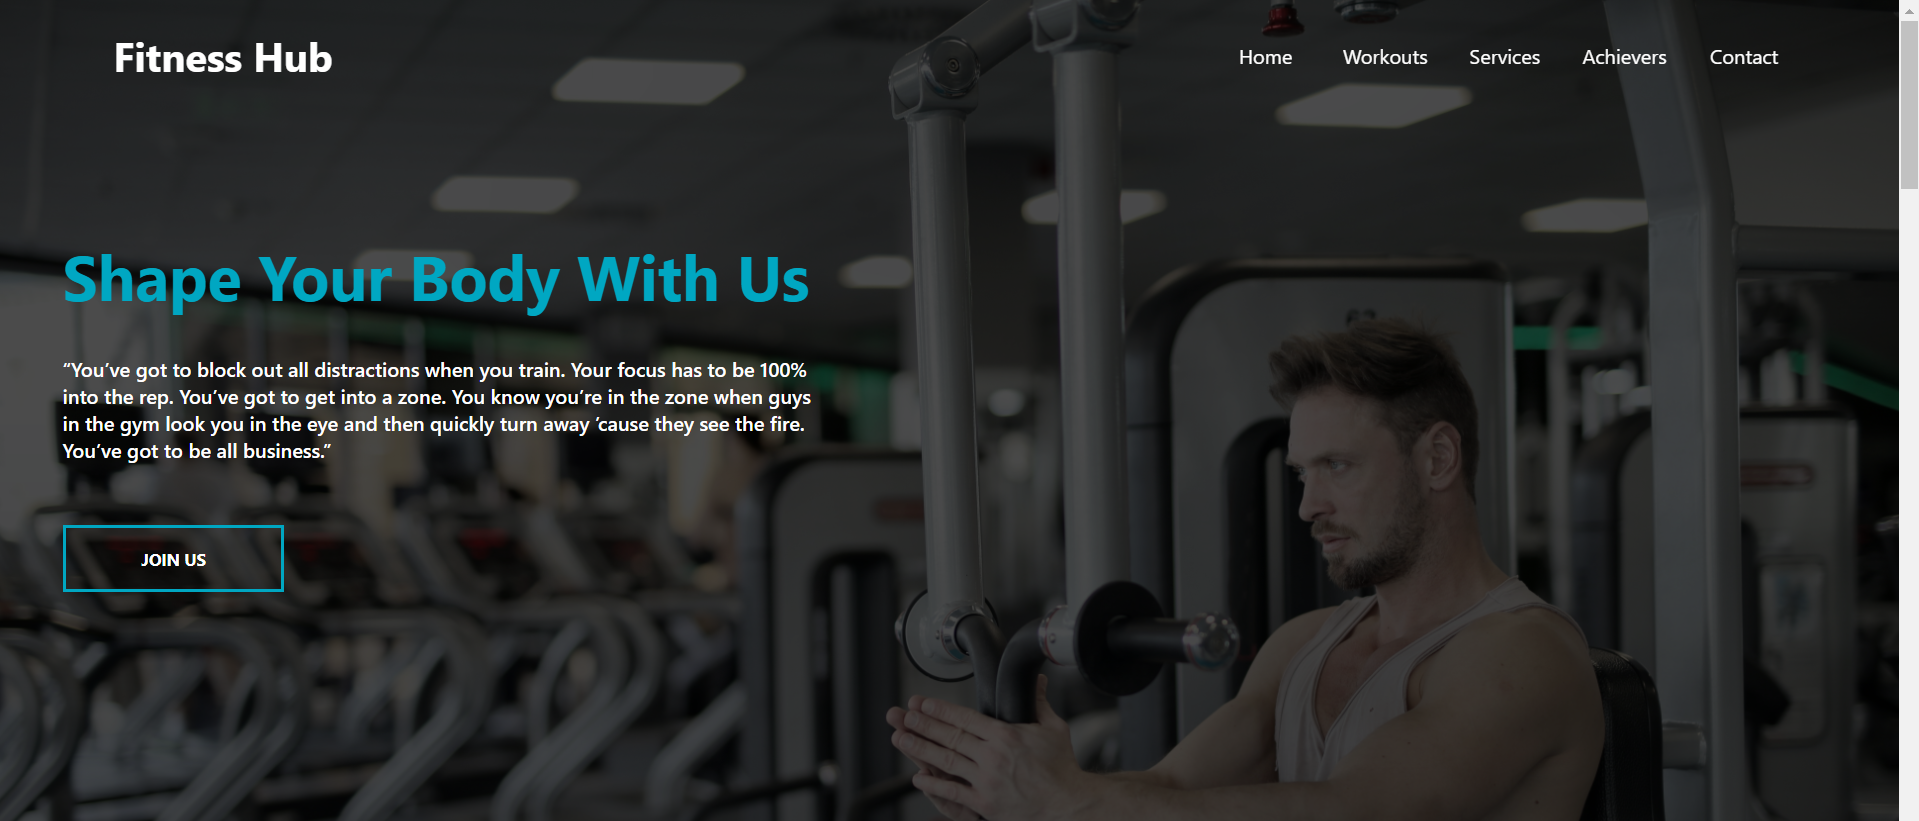 Fitness Hub
Home Workouts Services Achievers Contact
Shape Your Body With Us
“You’ve got to block out all distractions when you train. Your focus has to be 100%
into the rep. You’ve got to get into a zone. You know you’re in the zone when guys
in the gym look you in the eye and then quickly turn away ’cause they see the fire.
You’ve got to be all business.”
JOIN US